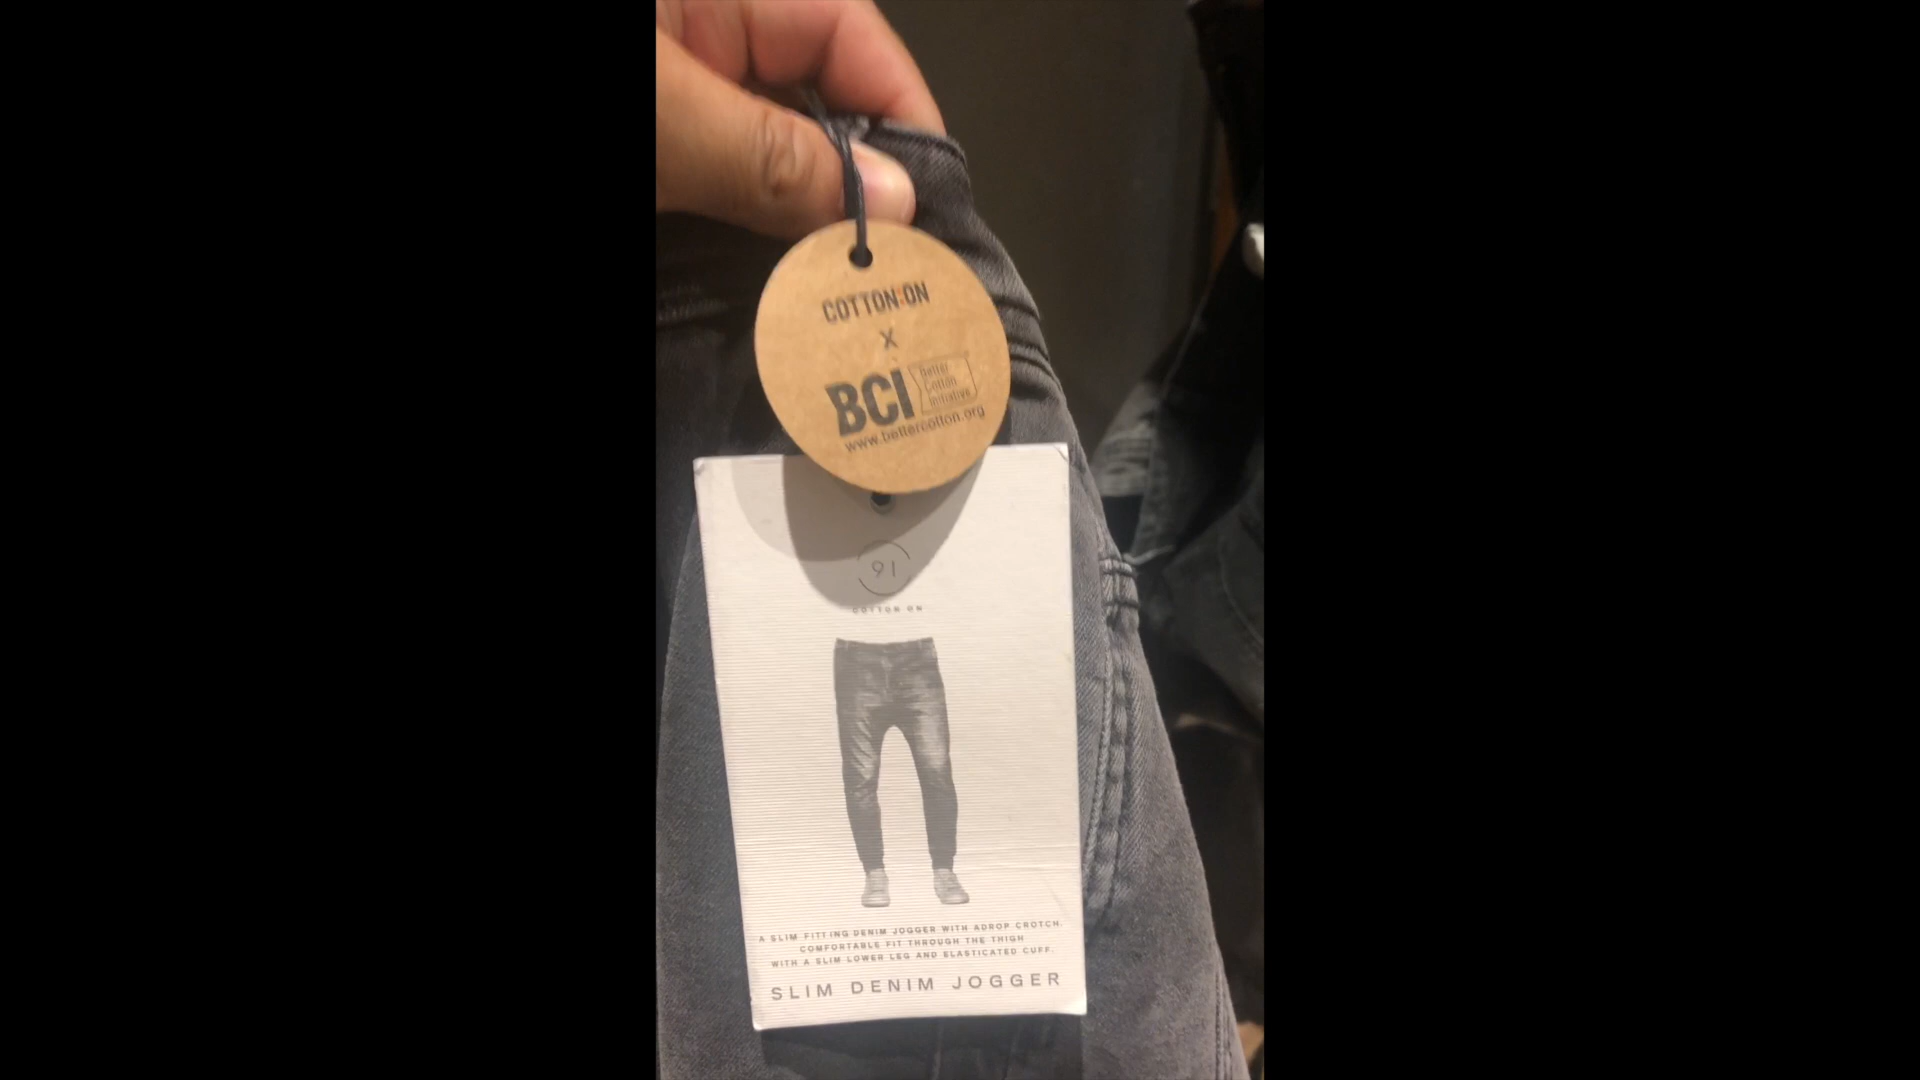 COTTON:ON
X
BCI
Better
Cotton
Initiative
www.bettercotton.org
91
COTTON ON
A SLIM FITTING DENIM JOGGER WITH ADROP CROTCH.
COMFORTABLE FIT THROUGH THE THIGH
WITH A SLIM LOWER LEG AND ELASTICATED CUFF.
SLIM DENIM JOGGER